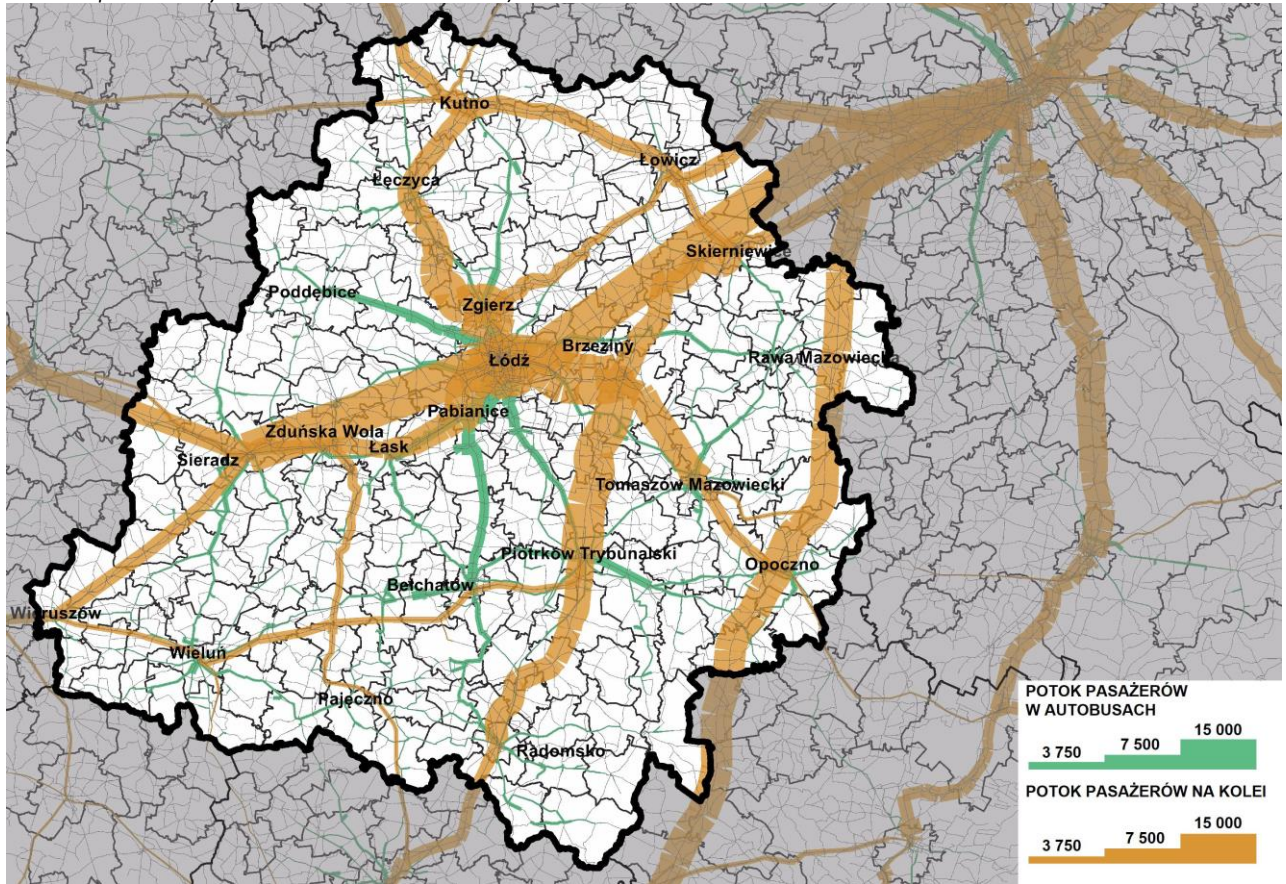 Kutno
Łowicz
Łęczyca
Skierniewice
Poddębice
Zgierz
Brzeziny
Łódź
Rawa Mazowiecka
Pabianice
Zduńska Wola
Łask
Sieradz
Tomaszów Mazowiecki
Piotrków Trybunalski
Opoczno
Bełchatów
Wieruszów
Wieluń
Pajęczno
Radomsko
POTOK PASAŻERÓW
W AUTOBUSACH
3 750 7 500 15 000
POTOK PASAŻERÓW NA KOLEI
3 750 7 500 15 000